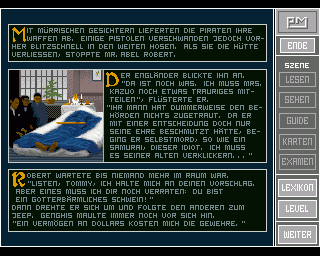 MIT MÜRRISCHEN GESICHTERN LIEFERTEN DIE PIRATEN IHRE
WAFFEN AB. EINIGE PISTOLEN VERSCHWANDEN JEDOCH VOR-
HER BLITZSCHNELL IN DEN WEITEN HOSEN. ALS SIE DIE HÜTTE
VERLIESSEN, STOPPTE MR. ABEL ROBERT.
DER ENGLÄNDER BLICKTE IHN AN.
"DA IST NOCH WAS. ICH MUSS MRS.
KAZUO NOCH ETWAS TRAURIGES MIT-
TEILEN", FLÜSTERTE ER.
"IHR MANN HAT DUMMERWEISE DEN BE-
HÖRDEN NICHTS ZUGETRAUT. DA ER
MIT EINER ENTSCHEIDUNG DICH NUR
SEINE EHRE BESCHMUTZT HÄTTE, BE-
GING ER SELBSTMORD. SO WIE EIN
SAMURAI, DIESER IDIOT. ICH MUSS
ES SEINER ALTEN VERKLICKERN..."
ROBERT WARTETE BIS NIEMAND MEHR IM RAUM WAR.
"LISTEN, TOMMY; ICH HALTE MICH AN DEINEN VORSCHLAG.
ABER EINES MUSS ICH DIR NOCH VERRATEN: DU BIST
EIN GOTTERBÄRMLICHES SCHWEIN!"
DANN DREHTE ER SICH UM UND FOLGTE DEN ANDEREN ZUM
JEEP. GENGHIS MAULTE IMMER NOCH VOR SICH HIN.
"EIN VERMÖGEN AN DOLLARS KOSTEN MICH DIE GEWEHRE. "
PM
ENDE
SZENE
LESEN
SEHEN
GUIDE
KARTEN
EXAMEN
LEXIKON
LEVEL
WEITER